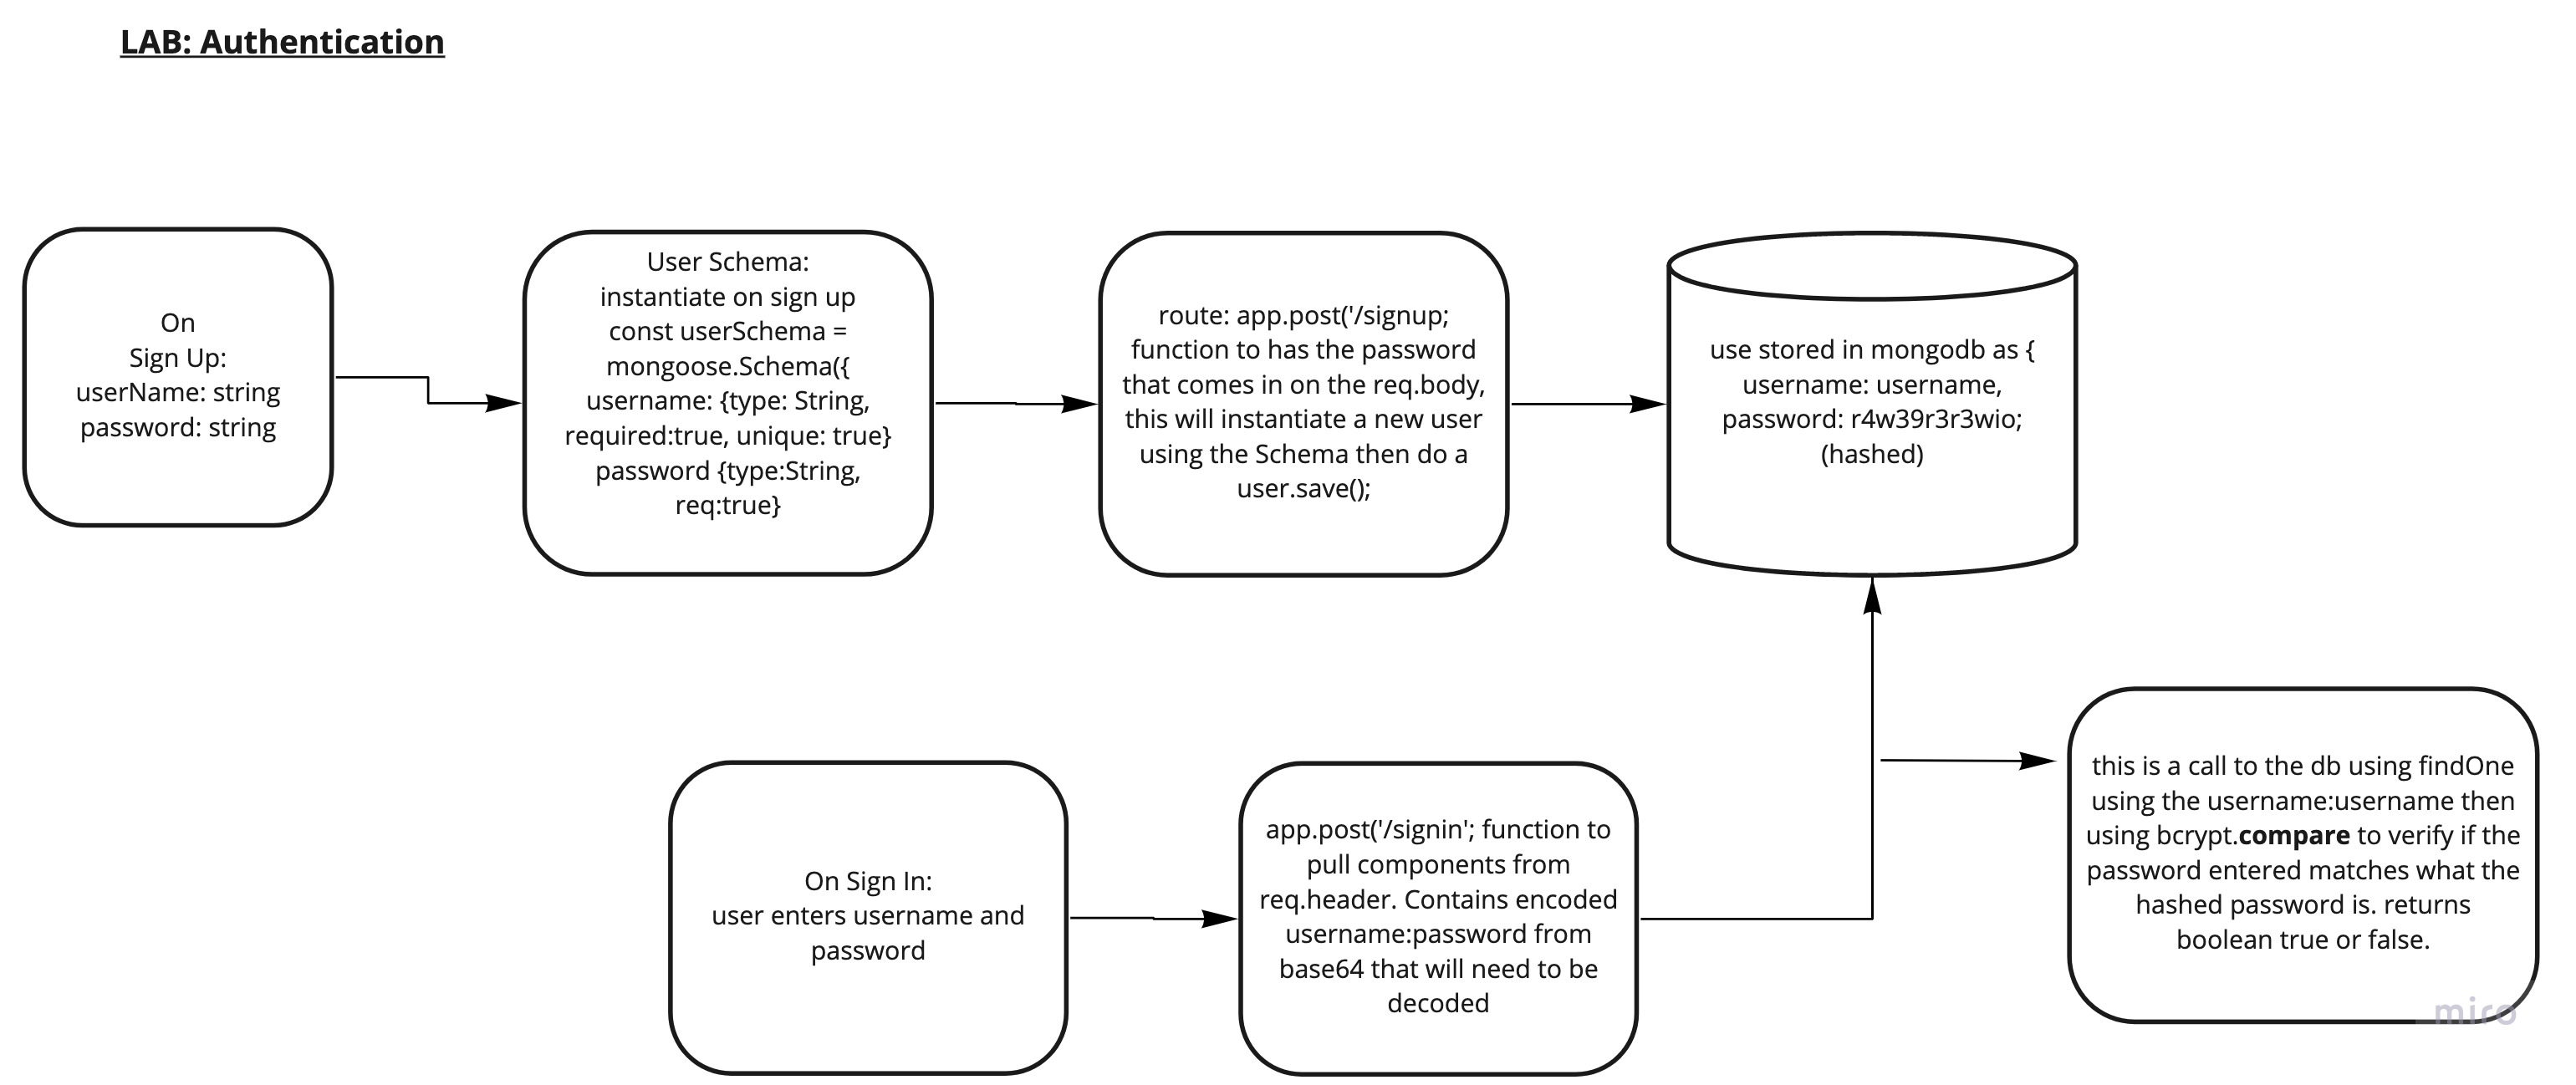 LAB: Authentication
On
Sign Up:
userName: string
password: string
User Schema:
instantiate on sign up
const userSchema =
mongoose.Schema({
username: {type: String,
required:true, unique: true}
password {type:String,
req:true}
route: app.post('/signup;
function to has the password
that comes in on the req.body,
this will instantiate a new user
using the Schema then do a
user.save();
use stored in mongodb as {
username: username,
password: r4w39r3r3wio;
(hashed)
On Sign In:
user enters username and
password
app.post('/signin'; function to
pull components from
req.header. Contains encoded
username:password from
base64 that will need to be
decoded
this is a call to the db using findOne
using the username:username then
using bcrypt.compare to verify if the
password entered matches what the
hashed password is. returns
boolean true or false.
miro